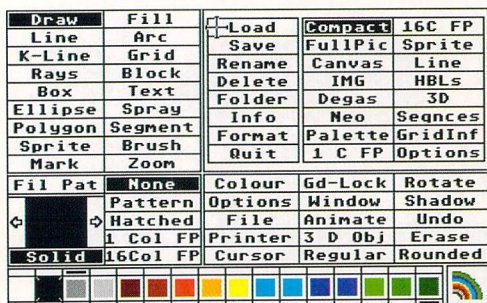 Draw Fill
Line Arc
K-Line Grid
Rays Block
Box Text
Ellipse Spray
Polygon Segment
Sprite Brush
Mark Zoom
Load Compact 16C FP
Save FullPic Sprite
Rename Canvas Line
Delete IMG HBLs
Folder Degas 3D
Info Neo Seqnces
Format Palette GridInf
Quit 1 C FP Options
Fil Pat None
Pattern
Hatched
1 Col FP
Solid 16Col FP
Colour Gd-Lock Rotate
Options Window Shadow
File Animate Undo
Printer 3 D Obj Erase
Cursor Regular Rounded